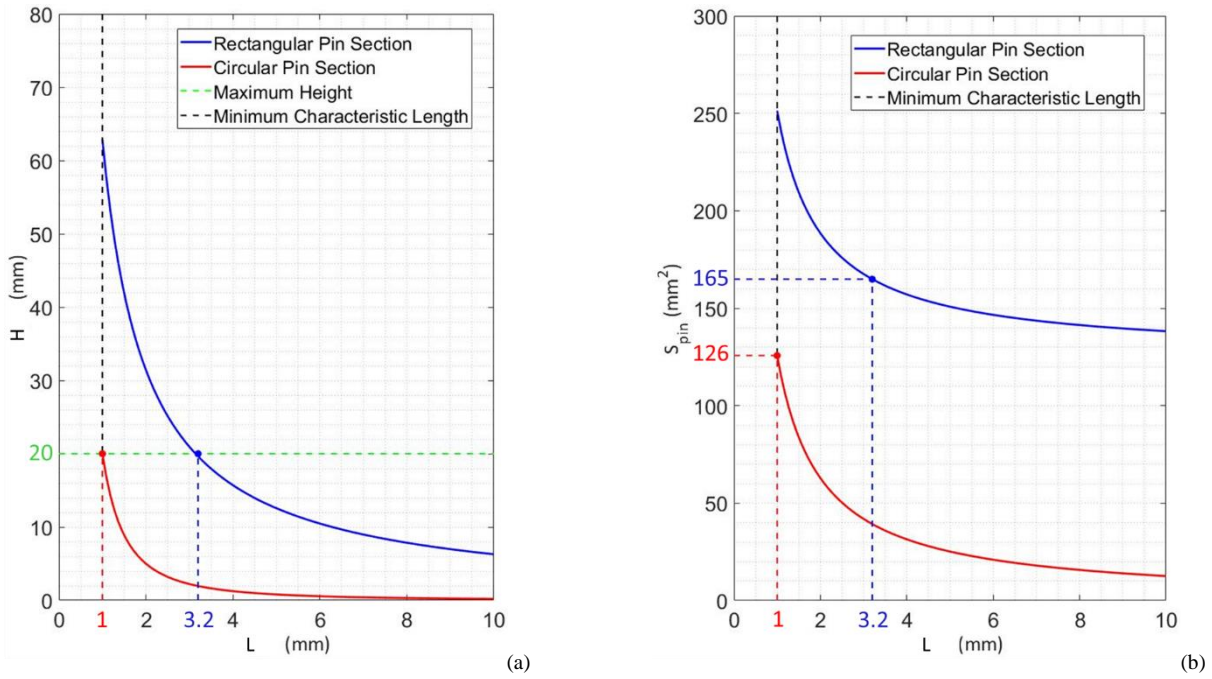 80
70
60
50
40
30
20
10
0
H (mm)
Rectangular Pin Section
Circular Pin Section
Maximum Height
Minimum Characteristic Length
0 1 2 3.2 4 6 8 10
L (mm)
(a)
300
250
200
165
150
126
100
50
0
S_pin (mm²)
Rectangular Pin Section
Circular Pin Section
Minimum Characteristic Length
0 1 2 3.2 4 6 8 10
L (mm)
(b)